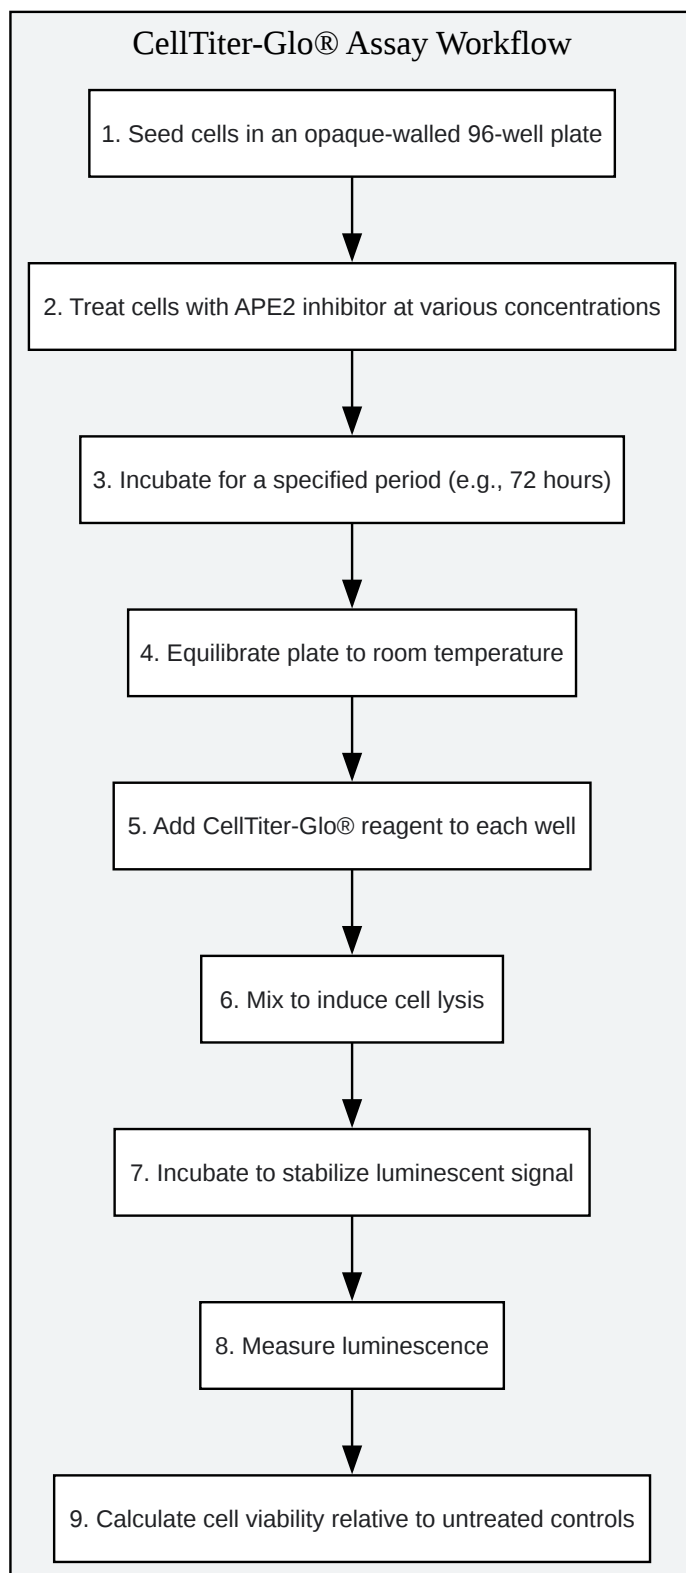 CellTiter-Glo® Assay Workflow
1. Seed cells in an opaque-walled 96-well plate
2. Treat cells with APE2 inhibitor at various concentrations
3. Incubate for a specified period (e.g., 72 hours)
4. Equilibrate plate to room temperature
5. Add CellTiter-Glo® reagent to each well
6. Mix to induce cell lysis
7. Incubate to stabilize luminescent signal
8. Measure luminescence
9. Calculate cell viability relative to untreated controls